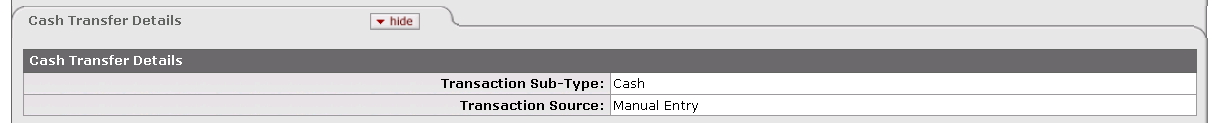 Cash Transfer Details hide
Cash Transfer Details
Transaction Sub-Type: Cash
Transaction Source: Manual Entry